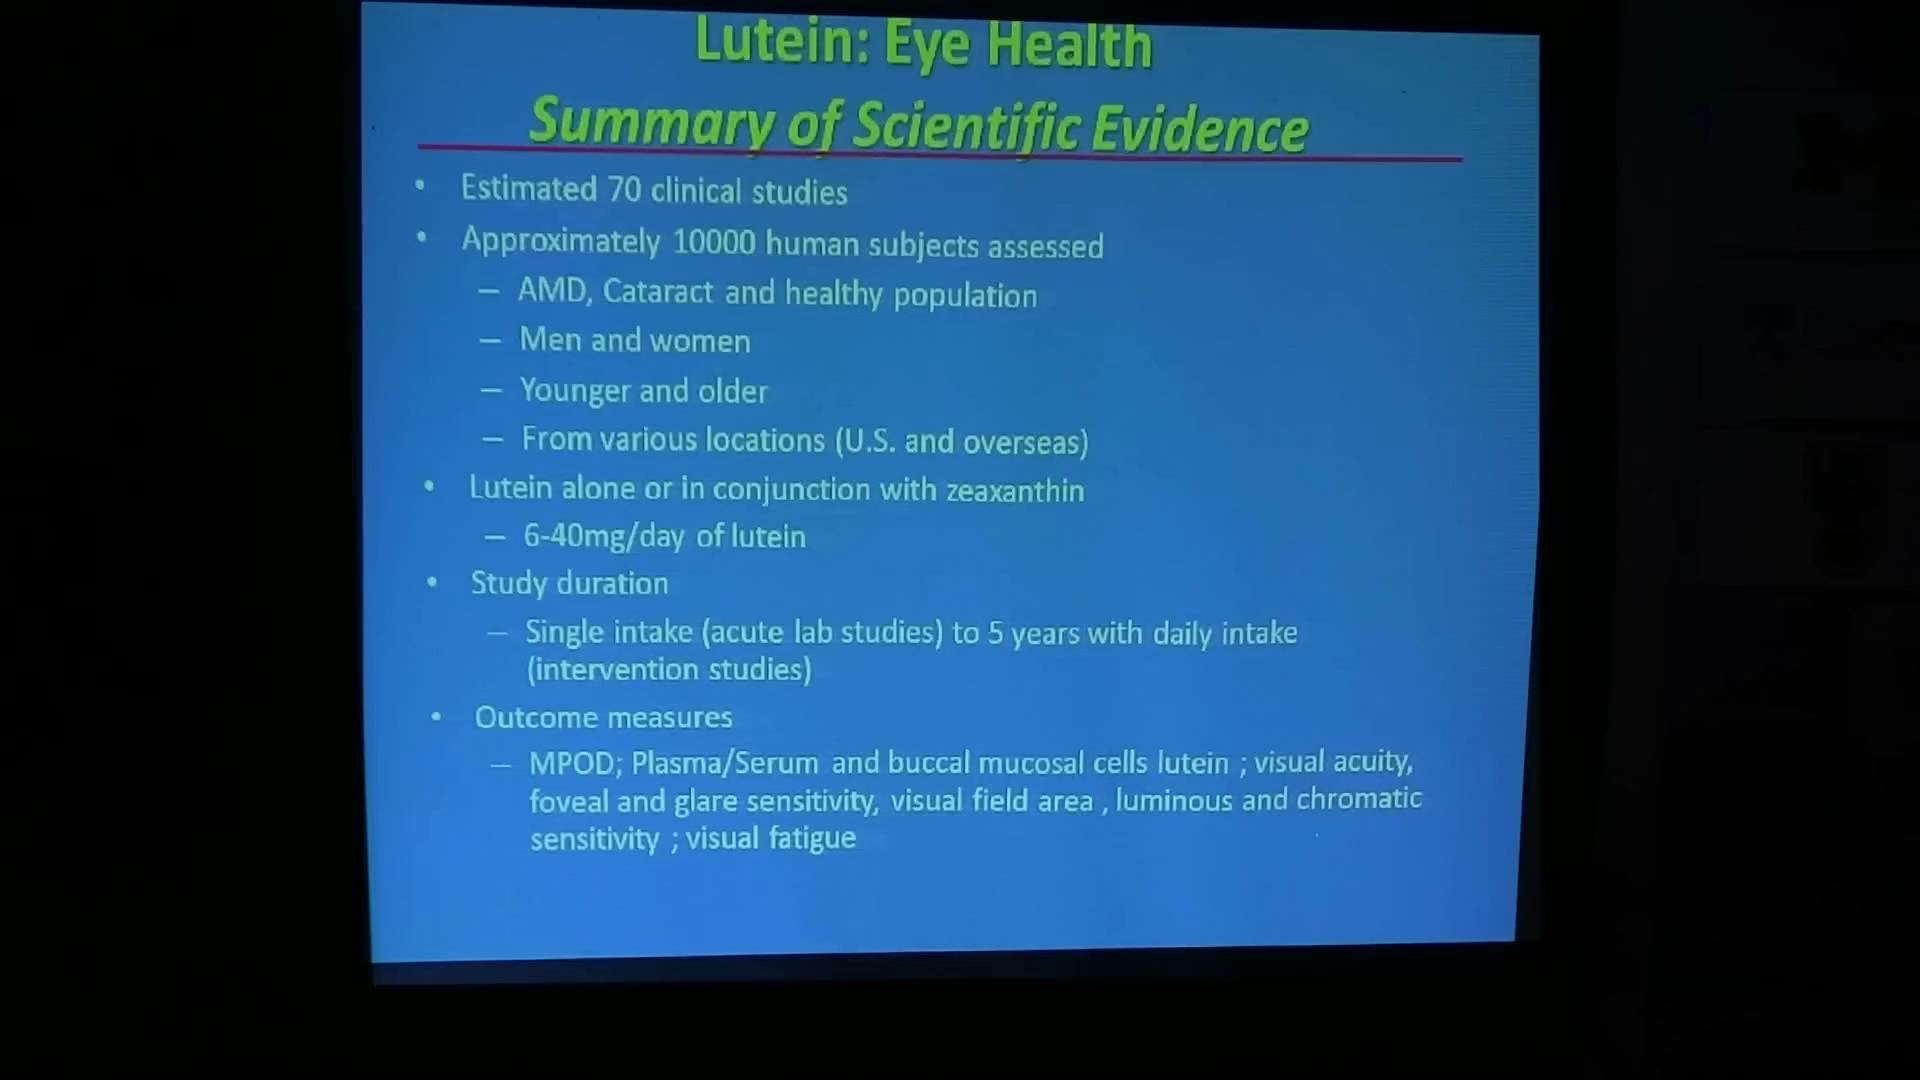 Lutein: Eye Health
Summary of Scientific Evidence
• Estimated 70 clinical studies
• Approximately 10000 human subjects assessed
– AMD, Cataract and healthy population
– Men and women
– Younger and older
– From various locations (U.S. and overseas)
• Lutein alone or in conjunction with zeaxanthin
– 6-40mg/day of lutein
• Study duration
– Single intake (acute lab studies) to 5 years with daily intake
(intervention studies)
• Outcome measures
– MPOD; Plasma/Serum and buccal mucosal cells lutein ; visual acuity,
foveal and glare sensitivity, visual field area , luminous and chromatic
sensitivity ; visual fatigue